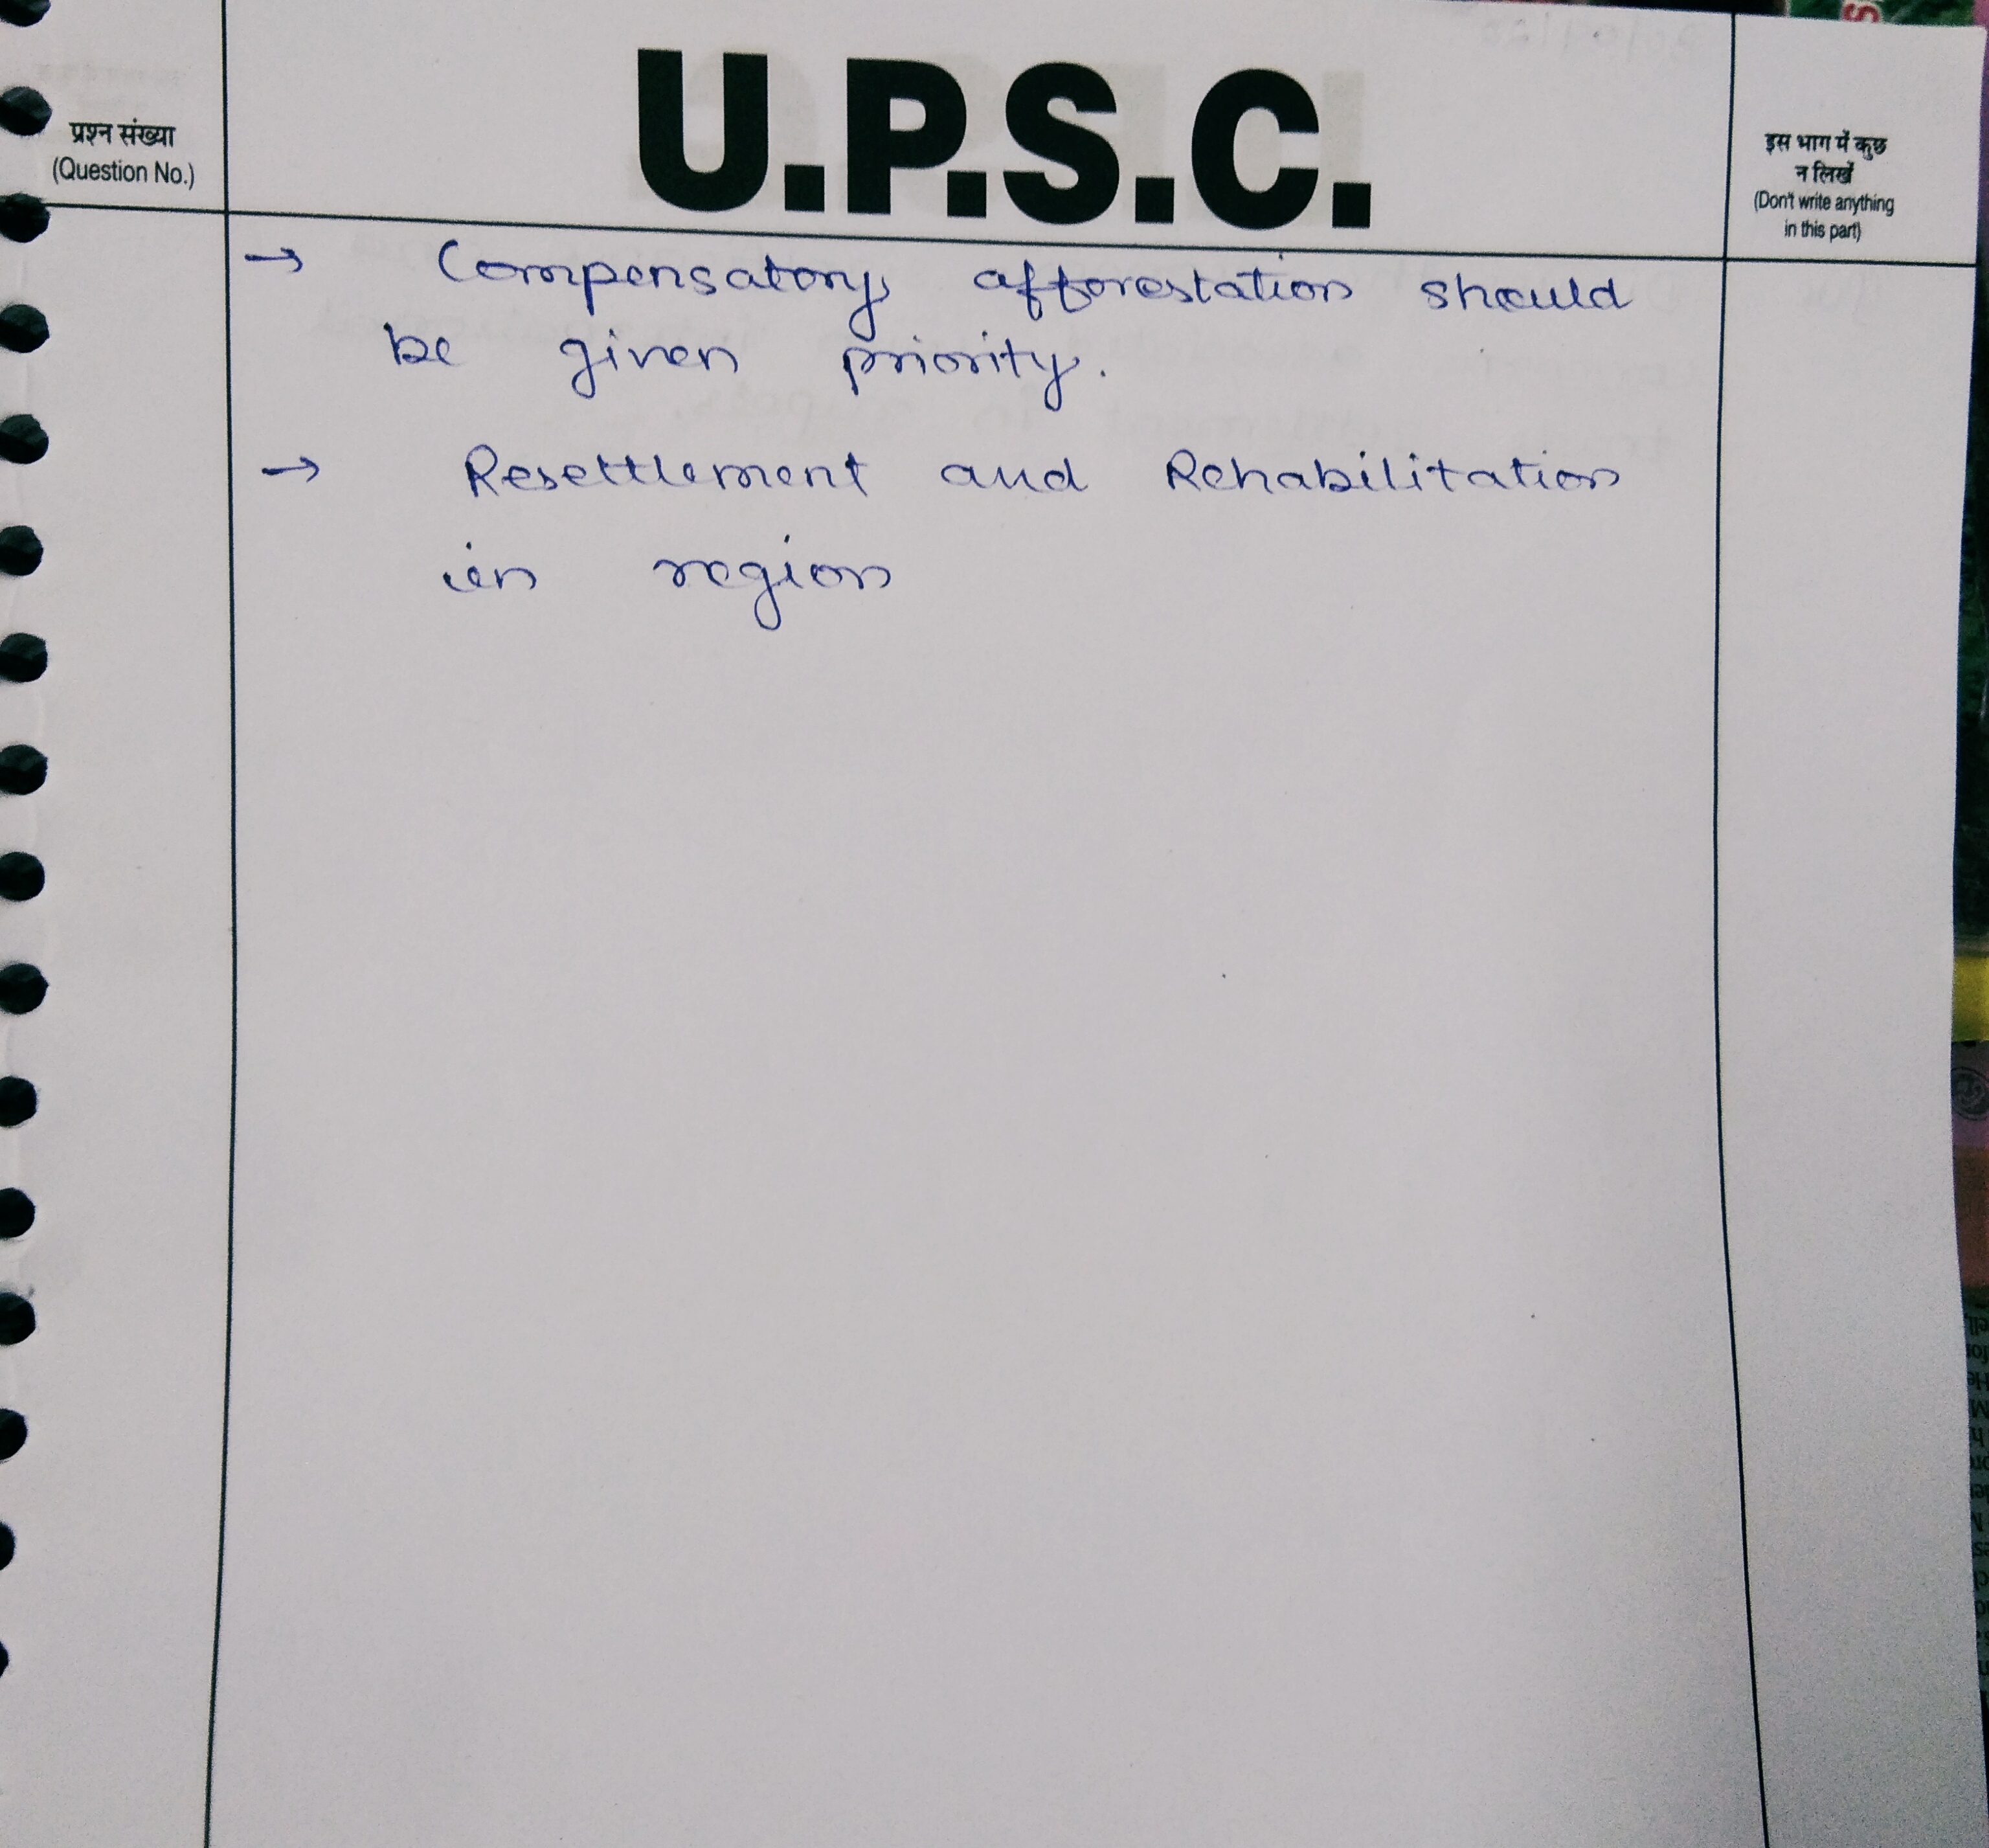 U.P.S.C.
प्रश्न संख्या
(Question No.)
इस भाग में कुछ
न लिखें
(Don't write anything
in this part)
→ Compensatory afforestation should
be given priority.
→ Resettlement and Rehabilitation
in region